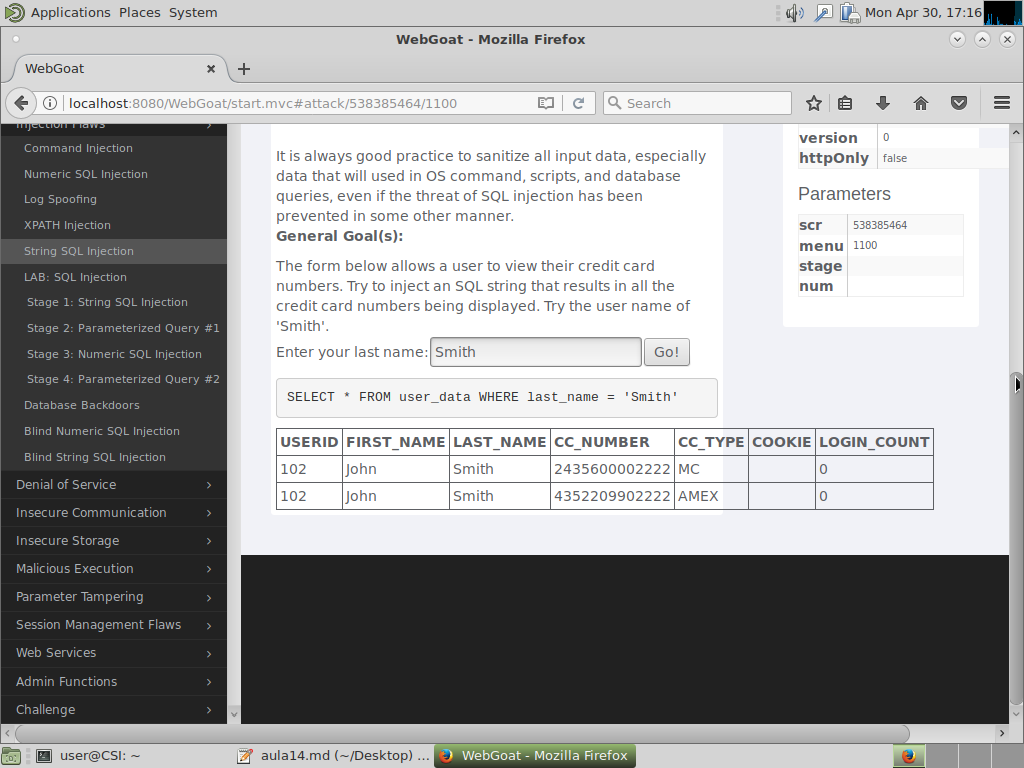 Applications Places System
Mon Apr 30, 17:16
WebGoat - Mozilla Firefox
WebGoat
localhost:8080/WebGoat/start.mvc#attack/538385464/1100
Search
Injection Flaws
Command Injection
Numeric SQL Injection
Log Spoofing
XPATH Injection
String SQL Injection
LAB: SQL Injection
Stage 1: String SQL Injection
Stage 2: Parameterized Query #1
Stage 3: Numeric SQL Injection
Stage 4: Parameterized Query #2
Database Backdoors
Blind Numeric SQL Injection
Blind String SQL Injection
Denial of Service
Insecure Communication
Insecure Storage
Malicious Execution
Parameter Tampering
Session Management Flaws
Web Services
Admin Functions
Challenge
It is always good practice to sanitize all input data, especially
data that will used in OS command, scripts, and database
queries, even if the threat of SQL injection has been
prevented in some other manner.
General Goal(s):
The form below allows a user to view their credit card
numbers. Try to inject an SQL string that results in all the
credit card numbers being displayed. Try the user name of
'Smith'.
Enter your last name: Smith Go!
SELECT * FROM user_data WHERE last_name = 'Smith'
USERID FIRST_NAME LAST_NAME CC_NUMBER CC_TYPE COOKIE LOGIN_COUNT
102 John Smith 2435600002222 MC 0
102 John Smith 4352209902222 AMEX 0
version 0
httpOnly false
Parameters
scr 538385464
menu 1100
stage
num
user@CSI: ~
aula14.md (~/Desktop) ...
WebGoat - Mozilla Firefox